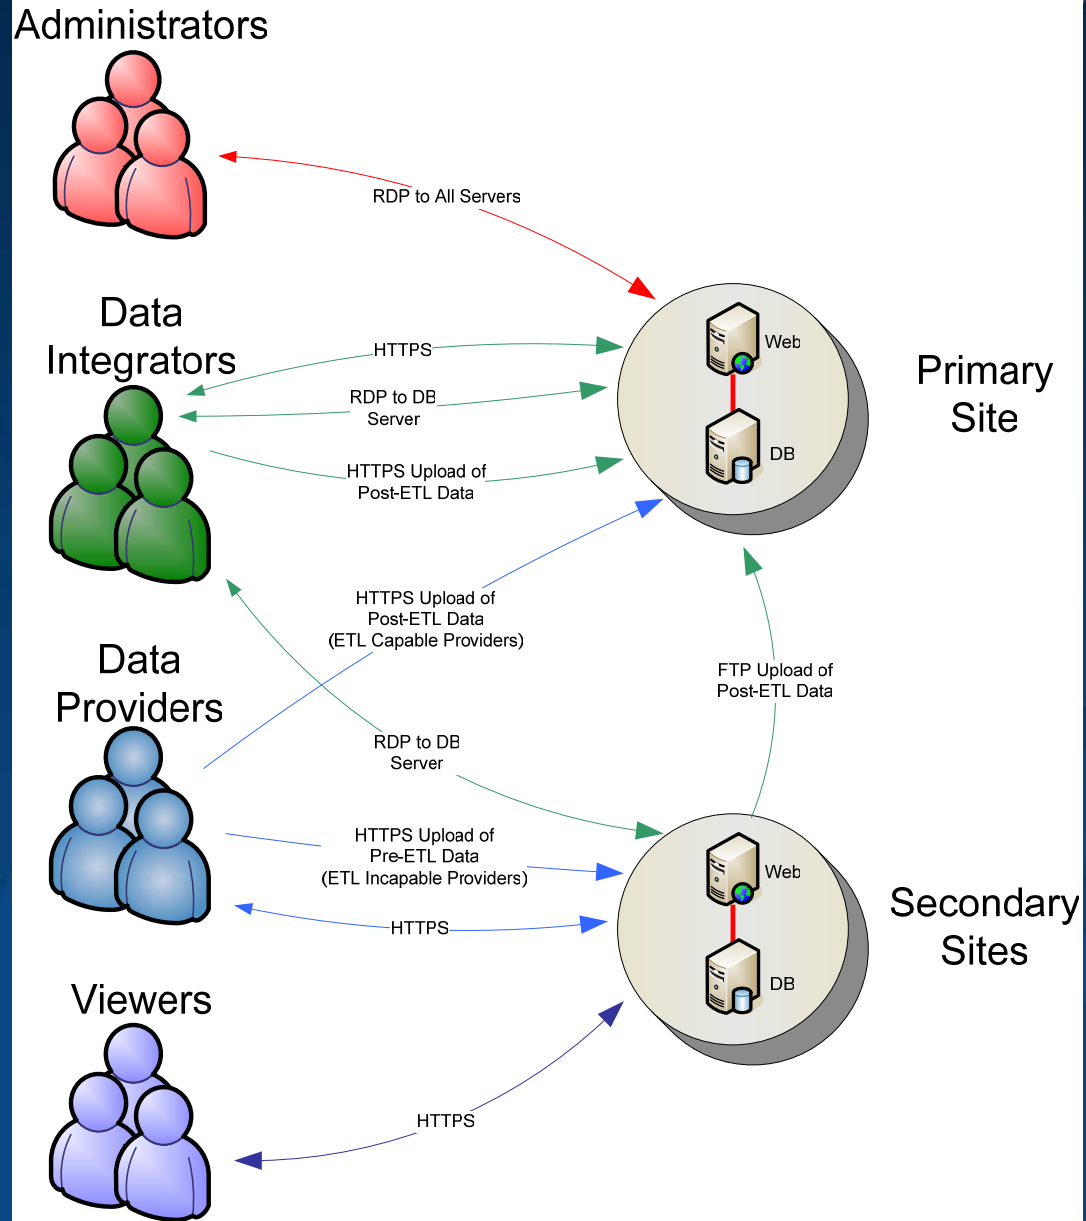 Administrators
RDP to All Servers
Data
Integrators
HTTPS
Web
RDP to DB
Server
Primary
Site
HTTPS Upload of
Post-ETL Data
DB
HTTPS Upload of
Post-ETL Data
(ETL Capable Providers)
Data
Providers
FTP Upload of
Post-ETL Data
RDP to DB
Server
HTTPS Upload of
Pre-ETL Data
(ETL Incapable Providers)
Web
HTTPS
Secondary
Sites
DB
Viewers
HTTPS